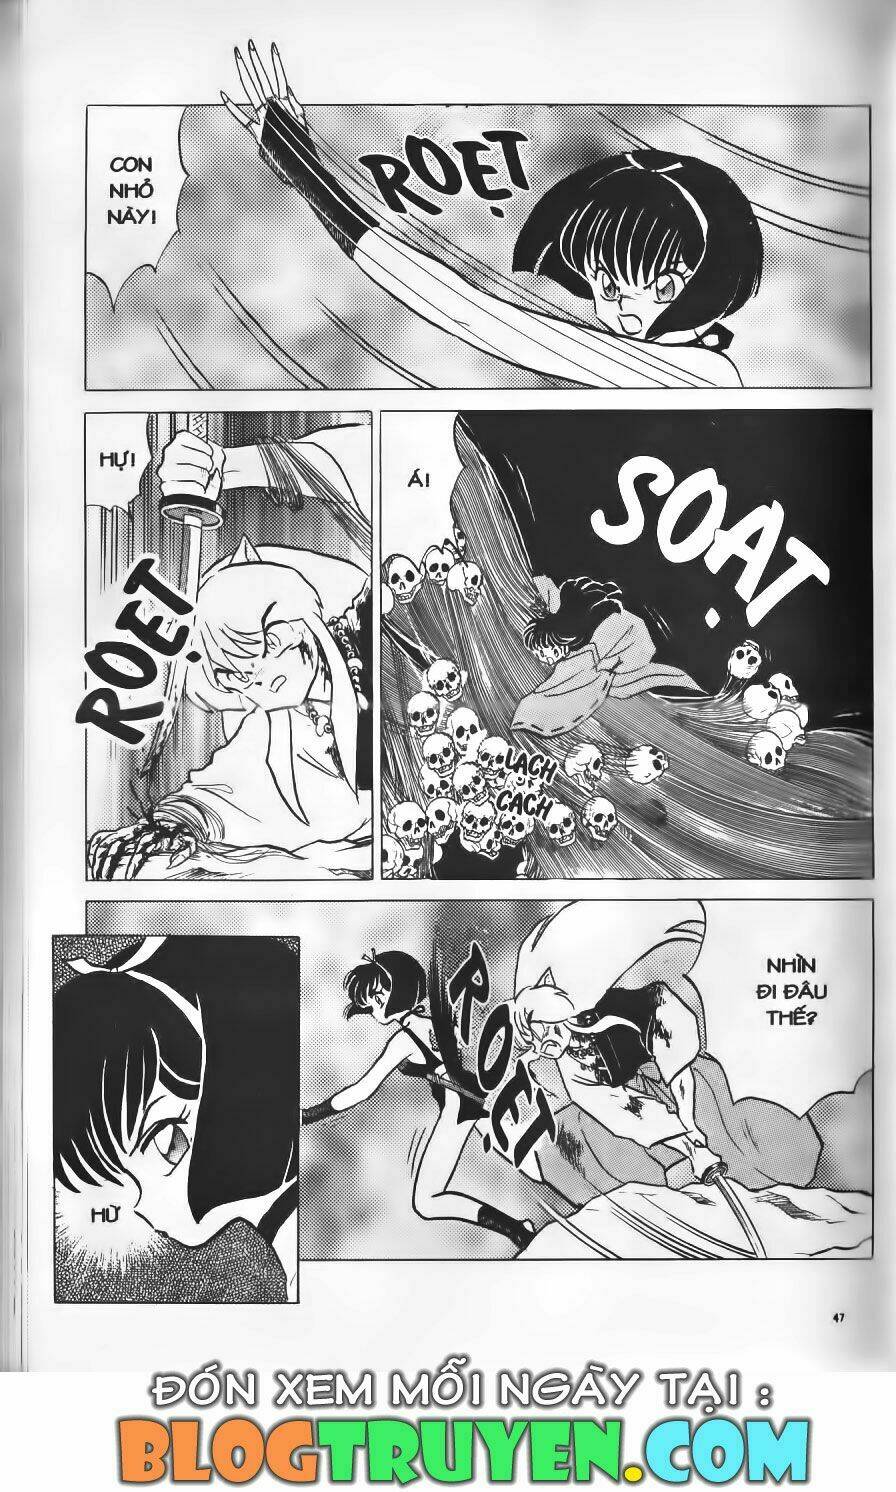 CON
NHỎ
NÀY!
ROẸT
HỰ!
ROẸT
Á!
SOẠT
LẠCH
CẠCH
NHÌN
ĐI ĐÂU
THẾ?
ROẸT
HỪ
47
ĐÓN XEM MỖI NGÀY TẠI :
BLOGTRUYEN.COM